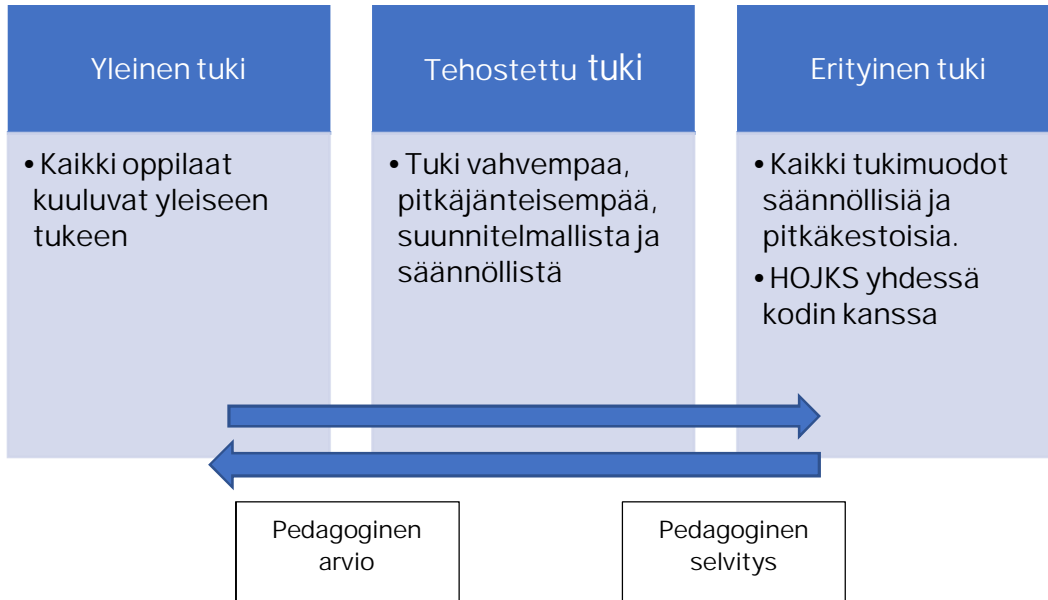 Yleinen tuki
• Kaikki oppilaat
kuuluvat yleiseen
tukeen
Tehostettu tuki
• Tuki vahvempaa,
pitkäjänteisempää,
suunnitelmallista ja
säännöllistä
Erityinen tuki
• Kaikki tukimuodot
säännöllisiä ja
pitkäkestoisia.
• HOJKS yhdessä
kodin kanssa
Pedagoginen
arvio
Pedagoginen
selvitys